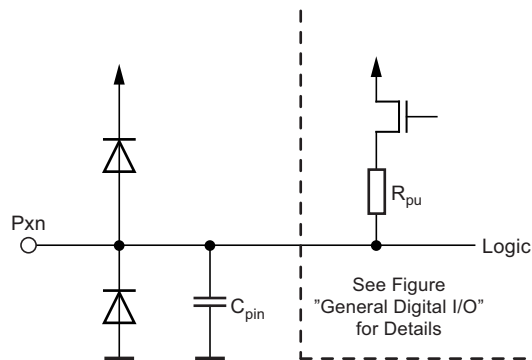 R_pu
Pxn
Logic
C_pin
See Figure
"General Digital I/O"
for Details